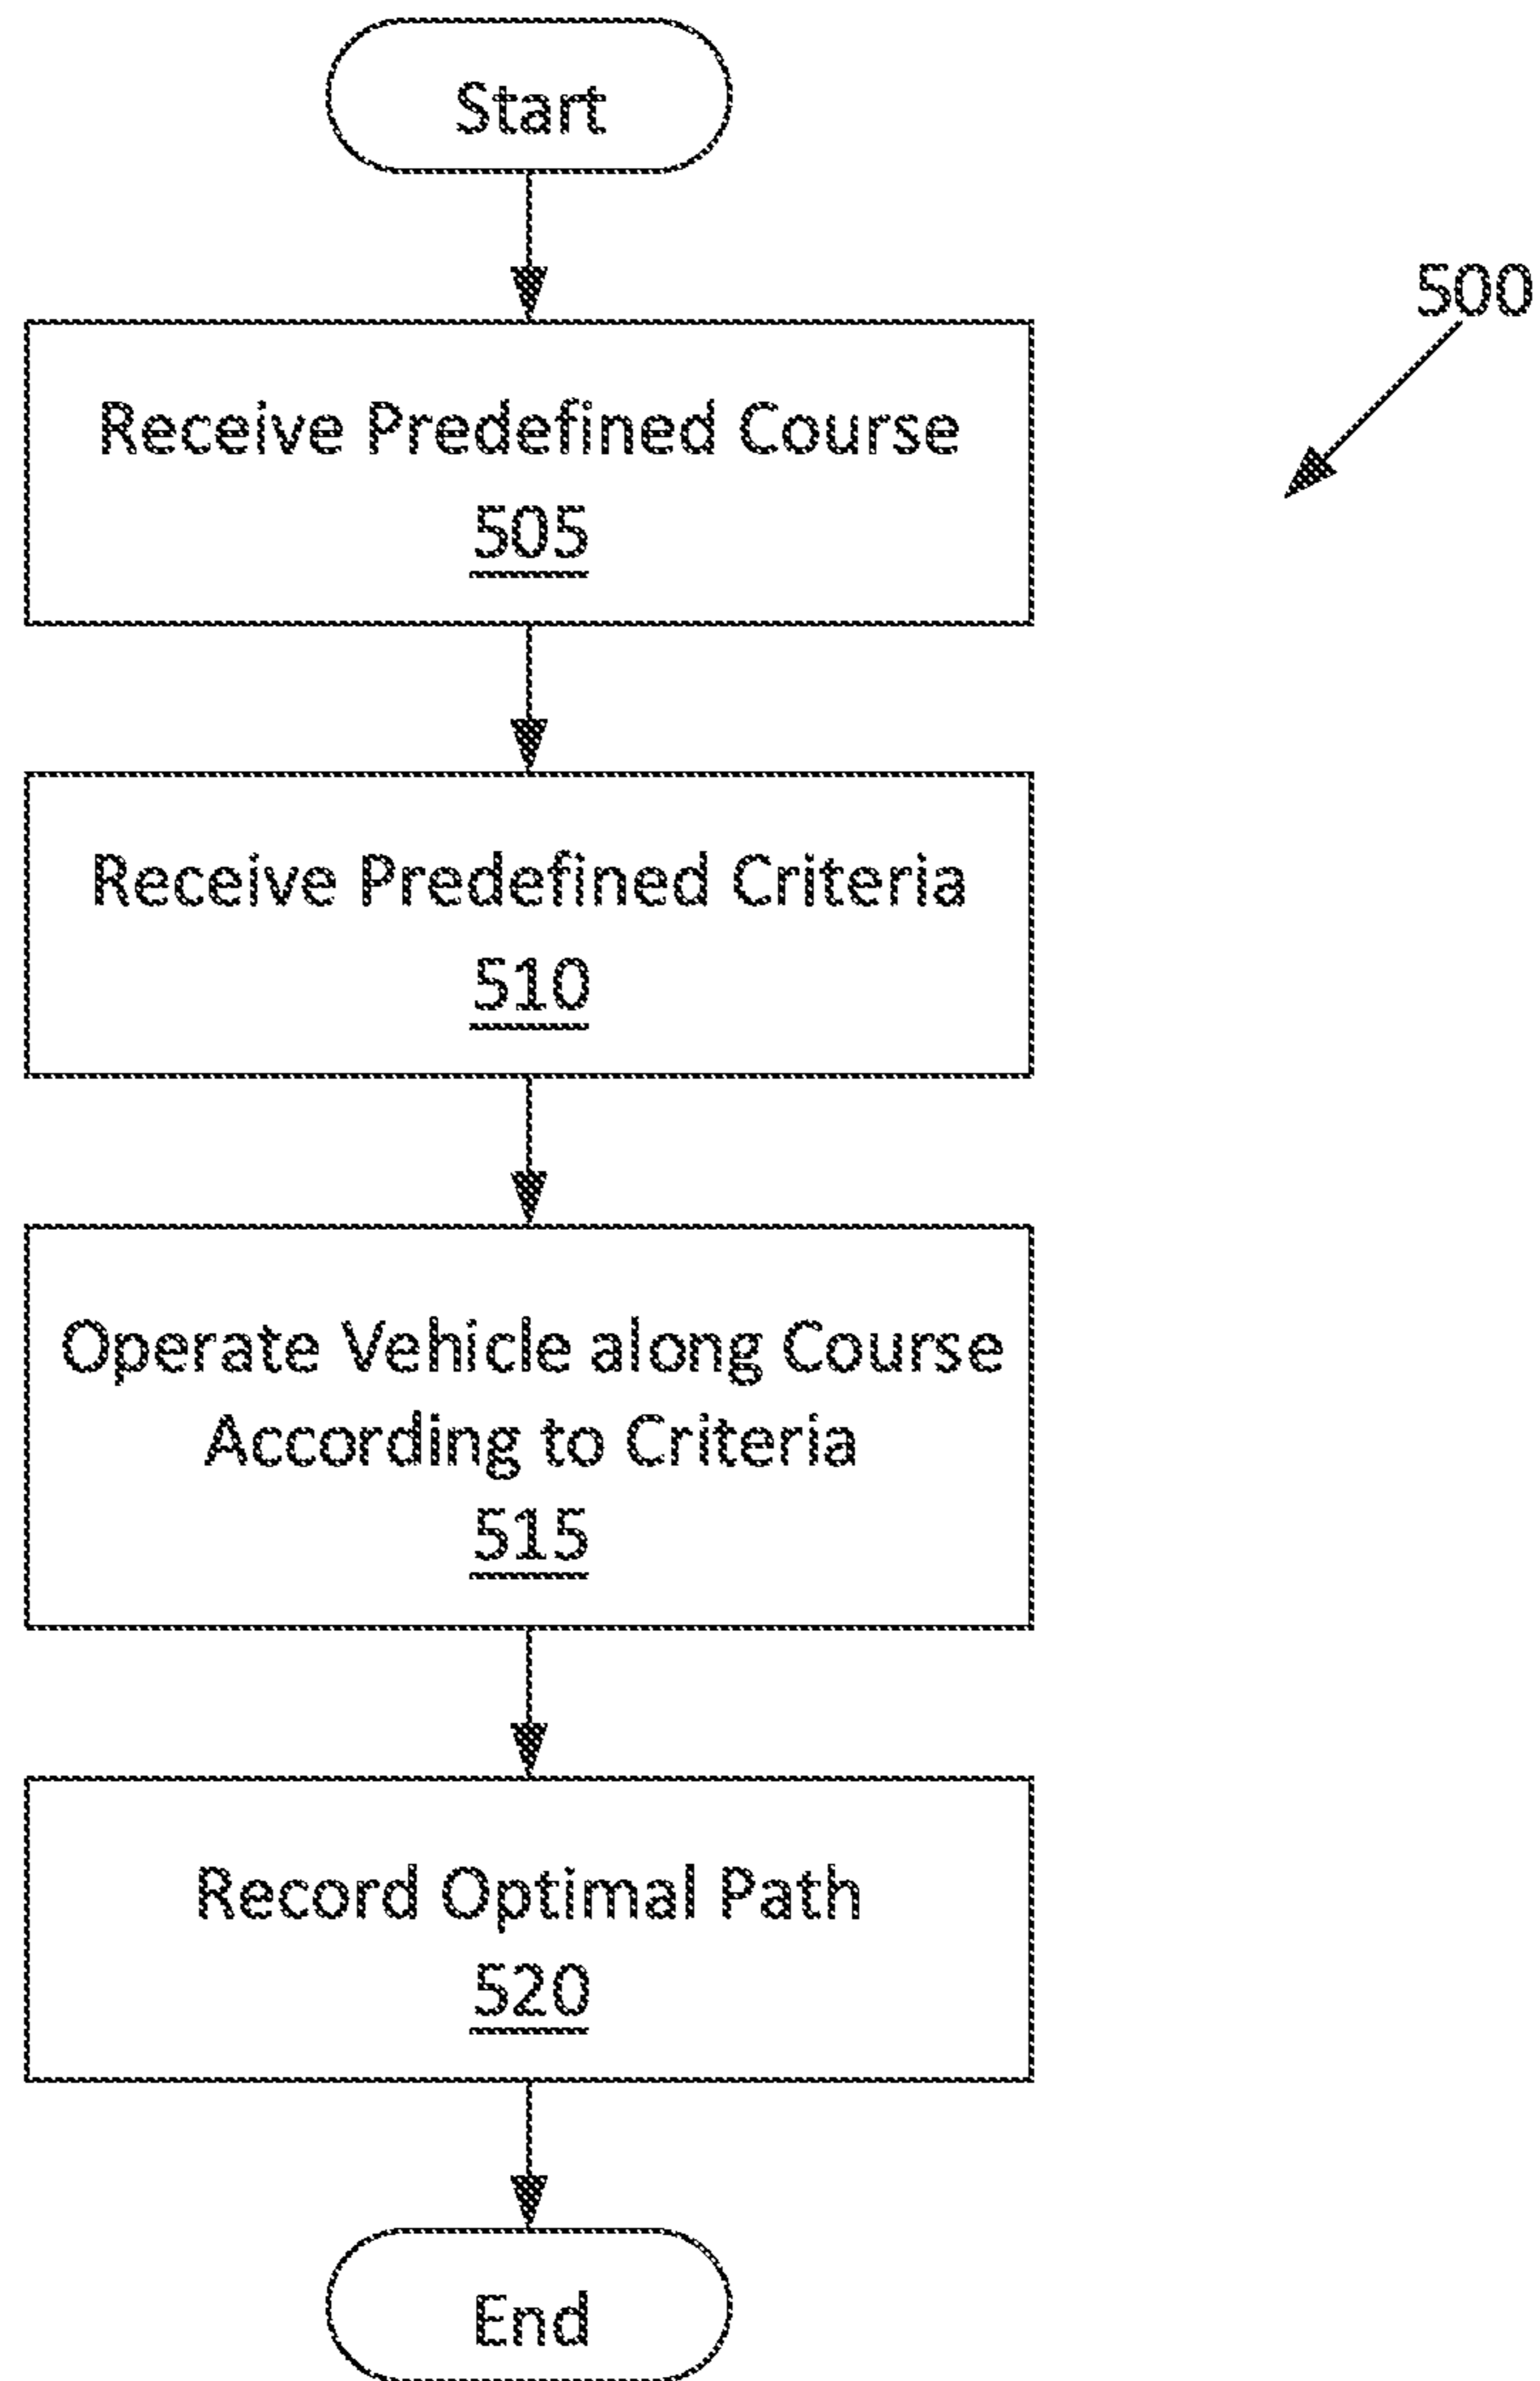 Start
500
Receive Predefined Course
505
Receive Predefined Criteria
510
Operate Vehicle along Course
According to Criteria
515
Record Optimal Path
520
End